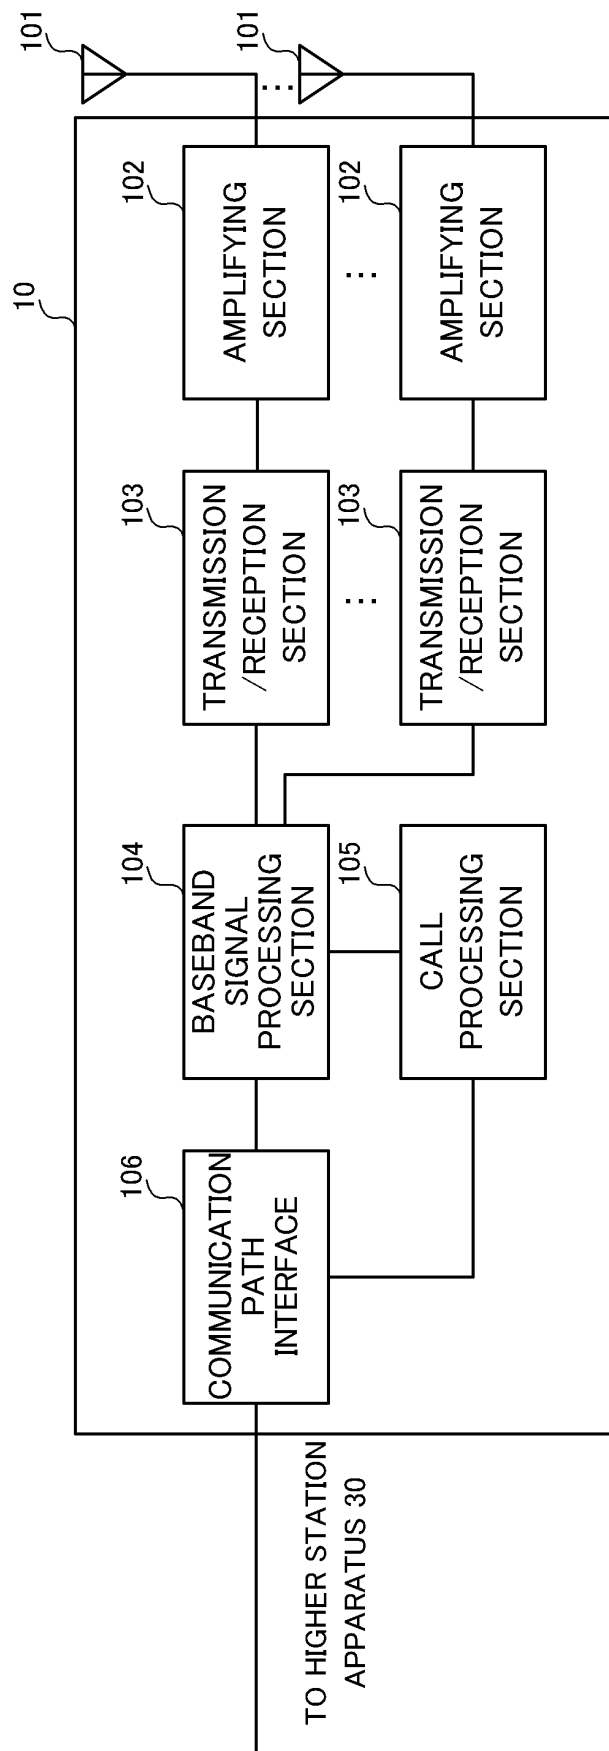 10
101
101
102
102
AMPLIFYING
SECTION
AMPLIFYING
SECTION
103
103
TRANSMISSION
/RECEPTION
SECTION
TRANSMISSION
/RECEPTION
SECTION
104
BASEBAND
SIGNAL
PROCESSING
SECTION
105
CALL
PROCESSING
SECTION
106
COMMUNICATION
PATH
INTERFACE
TO HIGHER STATION
APPARATUS 30